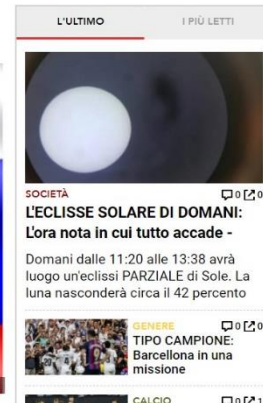 L'ULTIMO
I PIÙ LETTI
SOCIETÀ 0 0
L'ECLISSE SOLARE DI DOMANI:
L'ora nota in cui tutto accade -
Domani dalle 11:20 alle 13:38 avrà
luogo un'eclissi PARZIALE di Sole. La
luna nasconderà circa il 42 percento
GENERE 0 0
TIPO CAMPIONE:
Barcellona in una
missione
CALCIO 0 1